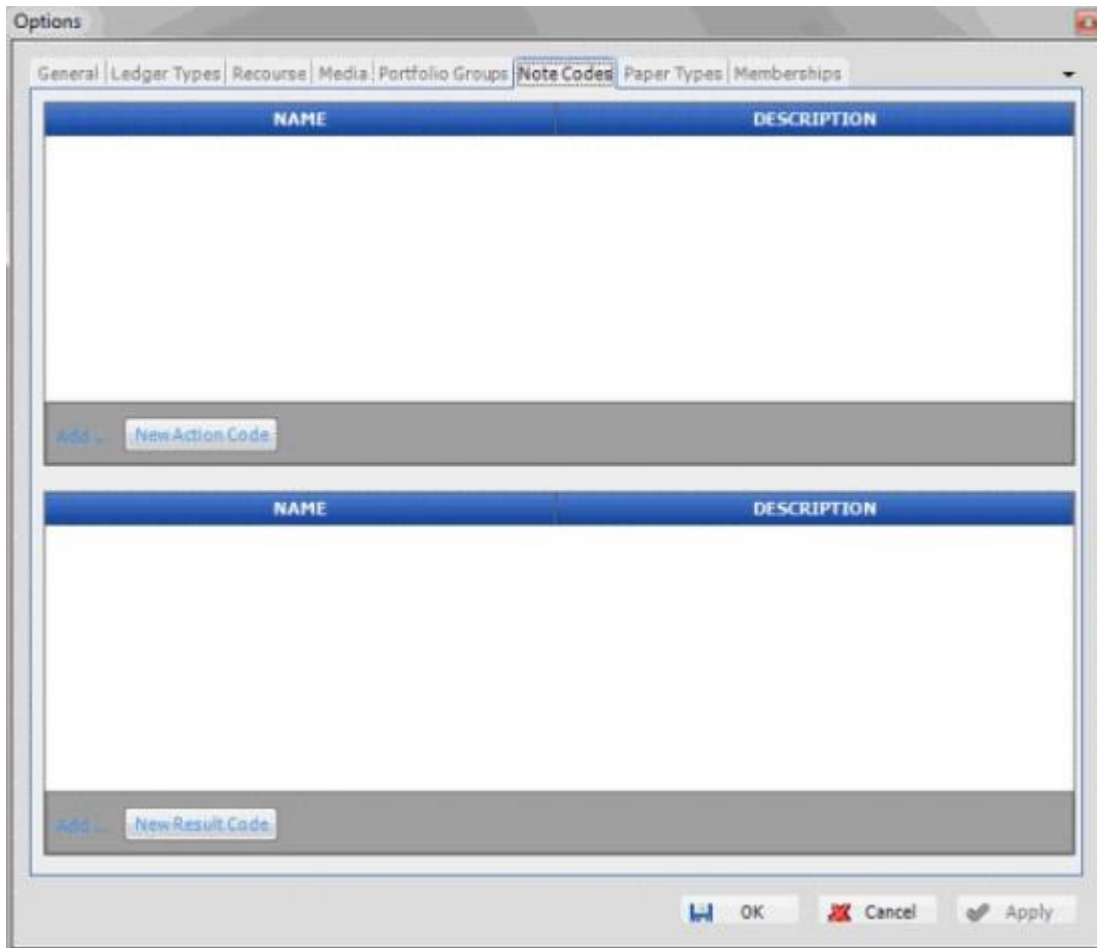 Options
General Ledger Types Recourse Media Portfolio Groups Note Codes Paper Types Memberships
NAME DESCRIPTION
Add ... New Action Code
NAME DESCRIPTION
Add ... New Result Code
OK Cancel Apply